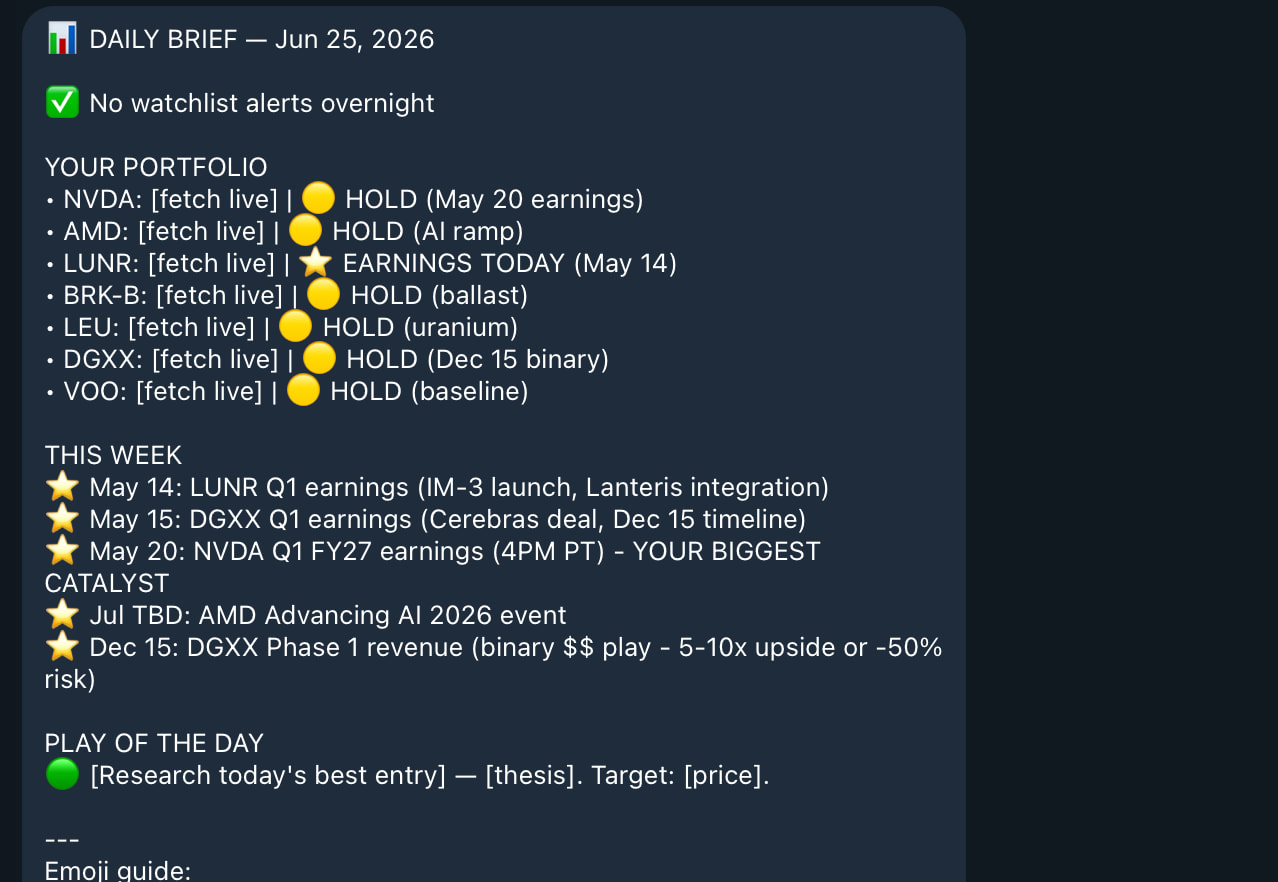 📊 DAILY BRIEF — Jun 25, 2026
✅ No watchlist alerts overnight
YOUR PORTFOLIO
• NVDA: [fetch live] | 🟡 HOLD (May 20 earnings)
• AMD: [fetch live] | 🟡 HOLD (AI ramp)
• LUNR: [fetch live] | ⭐ EARNINGS TODAY (May 14)
• BRK-B: [fetch live] | 🟡 HOLD (ballast)
• LEU: [fetch live] | 🟡 HOLD (uranium)
• DGXX: [fetch live] | 🟡 HOLD (Dec 15 binary)
• VOO: [fetch live] | 🟡 HOLD (baseline)
THIS WEEK
⭐ May 14: LUNR Q1 earnings (IM-3 launch, Lanteris integration)
⭐ May 15: DGXX Q1 earnings (Cerebras deal, Dec 15 timeline)
⭐ May 20: NVDA Q1 FY27 earnings (4PM PT) - YOUR BIGGEST
CATALYST
⭐ Jul TBD: AMD Advancing AI 2026 event
⭐ Dec 15: DGXX Phase 1 revenue (binary $$ play - 5-10x upside or -50%
risk)
PLAY OF THE DAY
🟢 [Research today's best entry] — [thesis]. Target: [price].
---
Emoji guide: